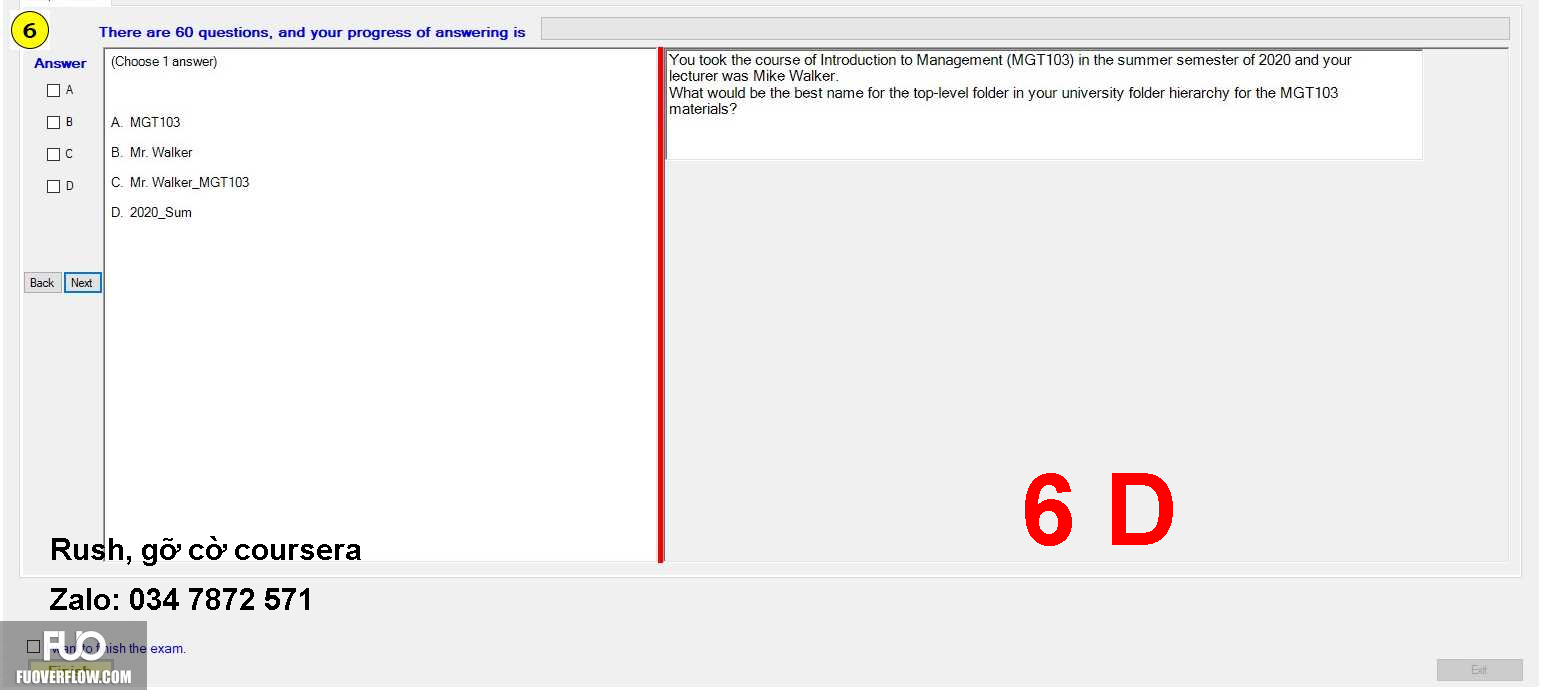 6
There are 60 questions, and your progress of answering is
Answer
A
B
C
D
Back Next
(Choose 1 answer)
A. MGT103
B. Mr. Walker
C. Mr. Walker_MGT103
D. 2020_Sum
You took the course of Introduction to Management (MGT103) in the summer semester of 2020 and your
lecturer was Mike Walker.
What would be the best name for the top-level folder in your university folder hierarchy for the MGT103
materials?
6 D
Rush, gỡ cờ coursera
Zalo: 034 7872 571
FUO
FUOVERFLOW.COM
want to finish the exam.
Finish
Exit